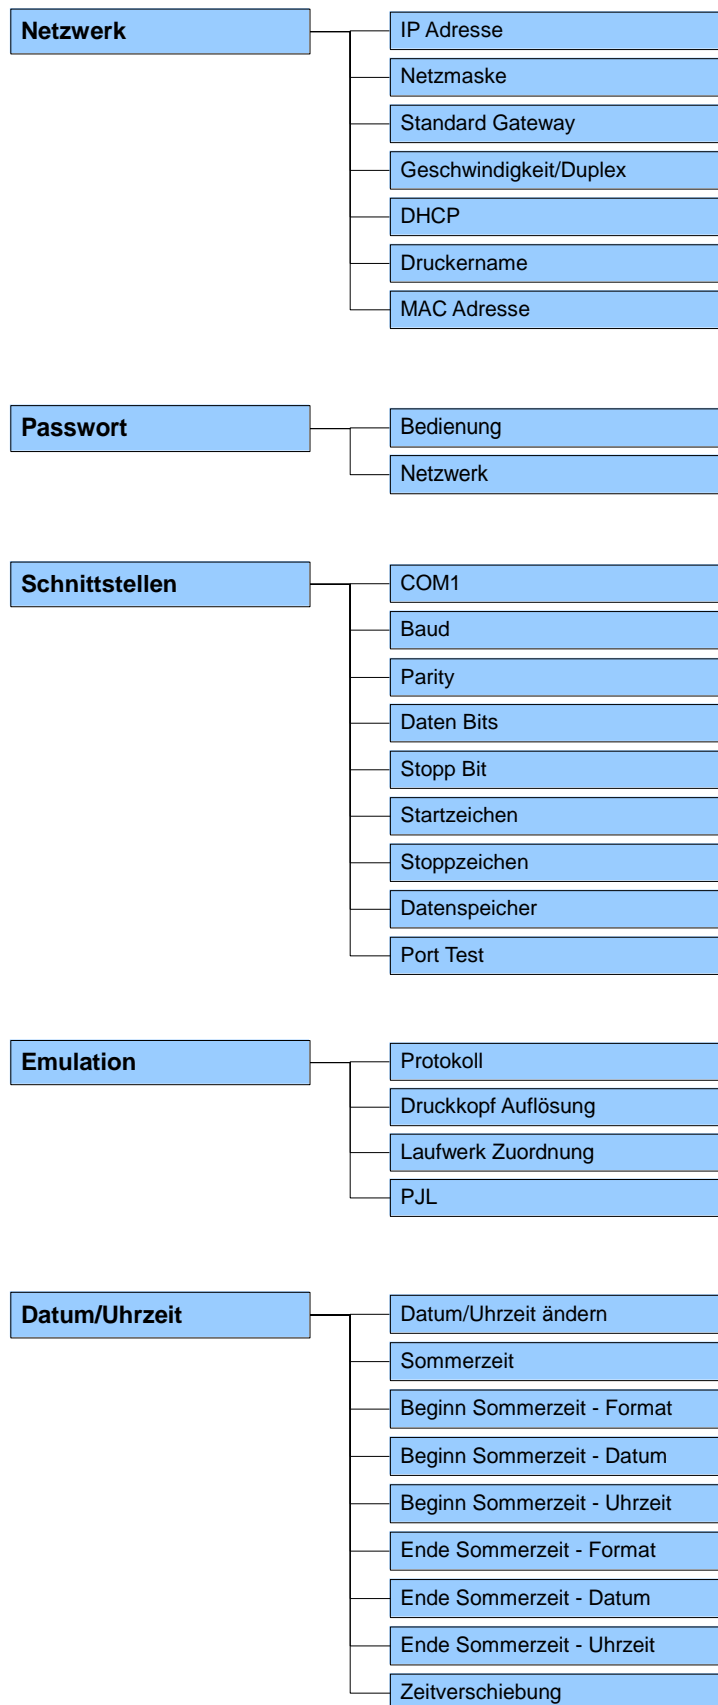 Netzwerk
IP Adresse
Netzmaske
Standard Gateway
Geschwindigkeit/Duplex
DHCP
Druckername
MAC Adresse
Passwort
Bedienung
Netzwerk
Schnittstellen
COM1
Baud
Parity
Daten Bits
Stopp Bit
Startzeichen
Stoppzeichen
Datenspeicher
Port Test
Emulation
Protokoll
Druckkopf Auflösung
Laufwerk Zuordnung
PJL
Datum/Uhrzeit
Datum/Uhrzeit ändern
Sommerzeit
Beginn Sommerzeit - Format
Beginn Sommerzeit - Datum
Beginn Sommerzeit - Uhrzeit
Ende Sommerzeit - Format
Ende Sommerzeit - Datum
Ende Sommerzeit - Uhrzeit
Zeitverschiebung